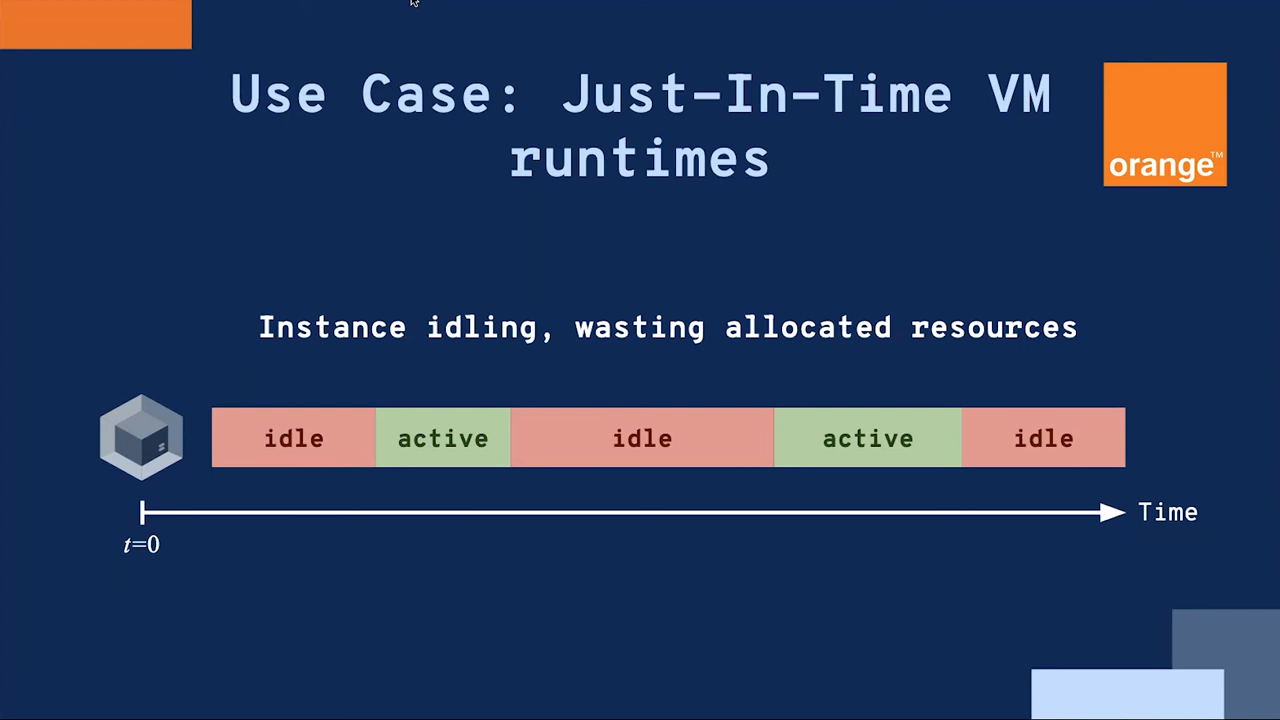 Use Case: Just-In-Time VM
runtimes
orange™
Instance idling, wasting allocated resources
idle active idle active idle
Time
t=0